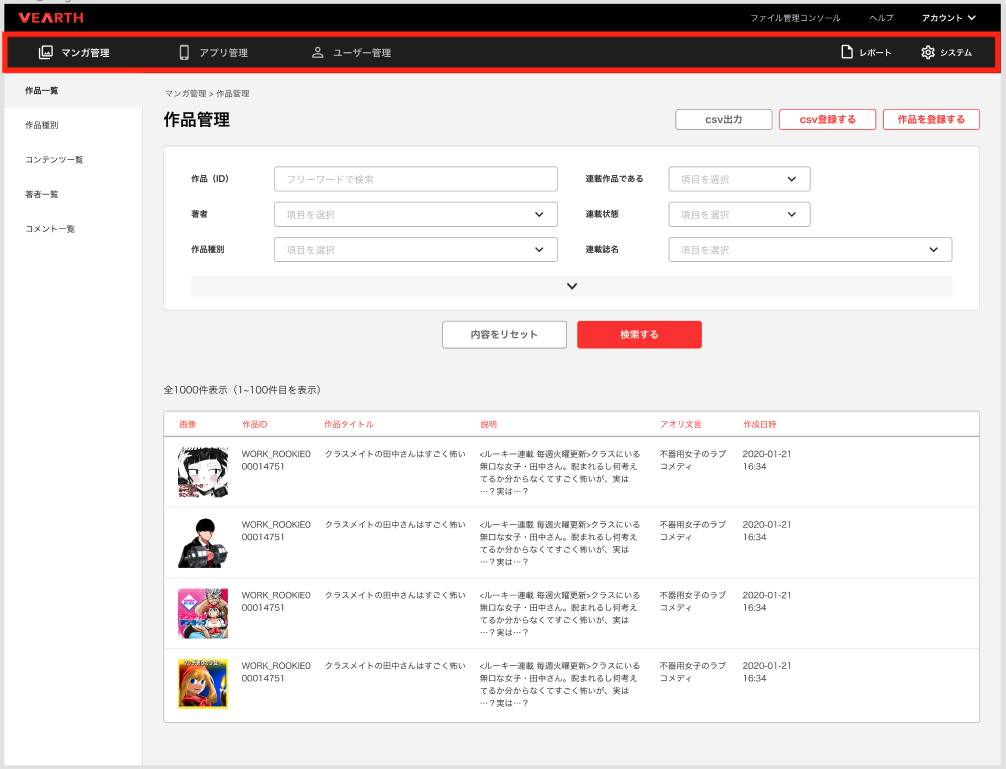 VEARTH
ファイル管理コンソール
ヘルプ
アカウント
マンガ管理
アプリ管理
ユーザー管理
レポート
システム
作品一覧
作品種別
コンテンツ一覧
著者一覧
コメント一覧
マンガ管理 > 作品管理
作品管理
csv出力
csv登録する
作品を登録する
作品（ID）
フリーワードで検索
連載作品である
項目を選択
著者
項目を選択
連載状態
項目を選択
作品種別
項目を選択
連載誌名
項目を選択
内容をリセット
検索する
全1000件表示（1~100件目を表示）
画像
作品ID
作品タイトル
説明
アオリ文言
作成日時
WORK_ROOKIE0
00014751
クラスメイトの田中さんはすごく怖い
<ルーキー連載 毎週火曜更新>クラスにいる
無口な女子・田中さん。睨まれるし何考え
てるか分からなくてすごく怖いが、実は
…？実は…？
不器用女子のラブ
コメディ
2020-01-21
16:34
WORK_ROOKIE0
00014751
クラスメイトの田中さんはすごく怖い
<ルーキー連載 毎週火曜更新>クラスにいる
無口な女子・田中さん。睨まれるし何考え
てるか分からなくてすごく怖いが、実は
…？実は…？
不器用女子のラブ
コメディ
2020-01-21
16:34
WORK_ROOKIE0
00014751
クラスメイトの田中さんはすごく怖い
<ルーキー連載 毎週火曜更新>クラスにいる
無口な女子・田中さん。睨まれるし何考え
てるか分からなくてすごく怖いが、実は
…？実は…？
不器用女子のラブ
コメディ
2020-01-21
16:34
WORK_ROOKIE0
00014751
クラスメイトの田中さんはすごく怖い
<ルーキー連載 毎週火曜更新>クラスにいる
無口な女子・田中さん。睨まれるし何考え
てるか分からなくてすごく怖いが、実は
…？実は…？
不器用女子のラブ
コメディ
2020-01-21
16:34